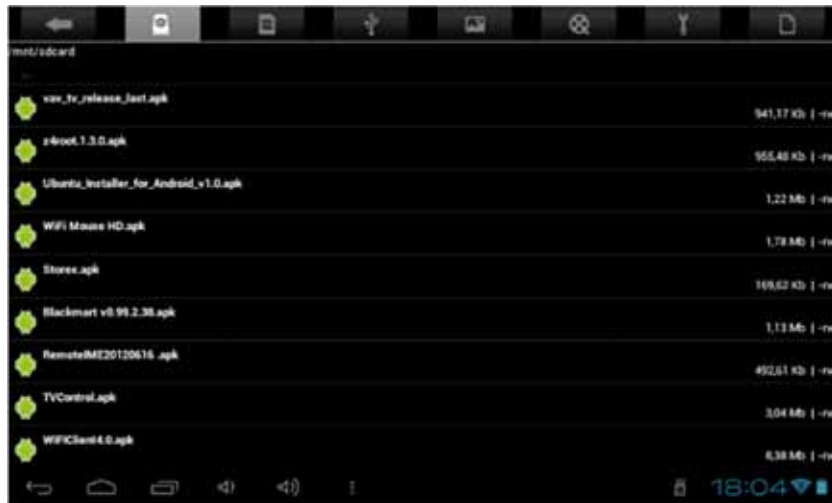 /mnt/sdcard
..
vav_tv_release_last.apk
941,17 Kb | -rw
z4root.1.3.0.apk
955,48 Kb | -rw
Ubuntu_Installer_for_Android_v1.0.apk
1,22 Mb | -rw
WiFi Mouse HD.apk
1,78 Mb | -rw
Storex.apk
169,62 Kb | -rw
Blackmart v0.99.2.38.apk
1,13 Mb | -rw
RemoteIME20120616 .apk
492,61 Kb | -rw
TVControl.apk
3,04 Mb | -rw
WiFIClient4.0.apk
6,38 Mb | -rw
18:04